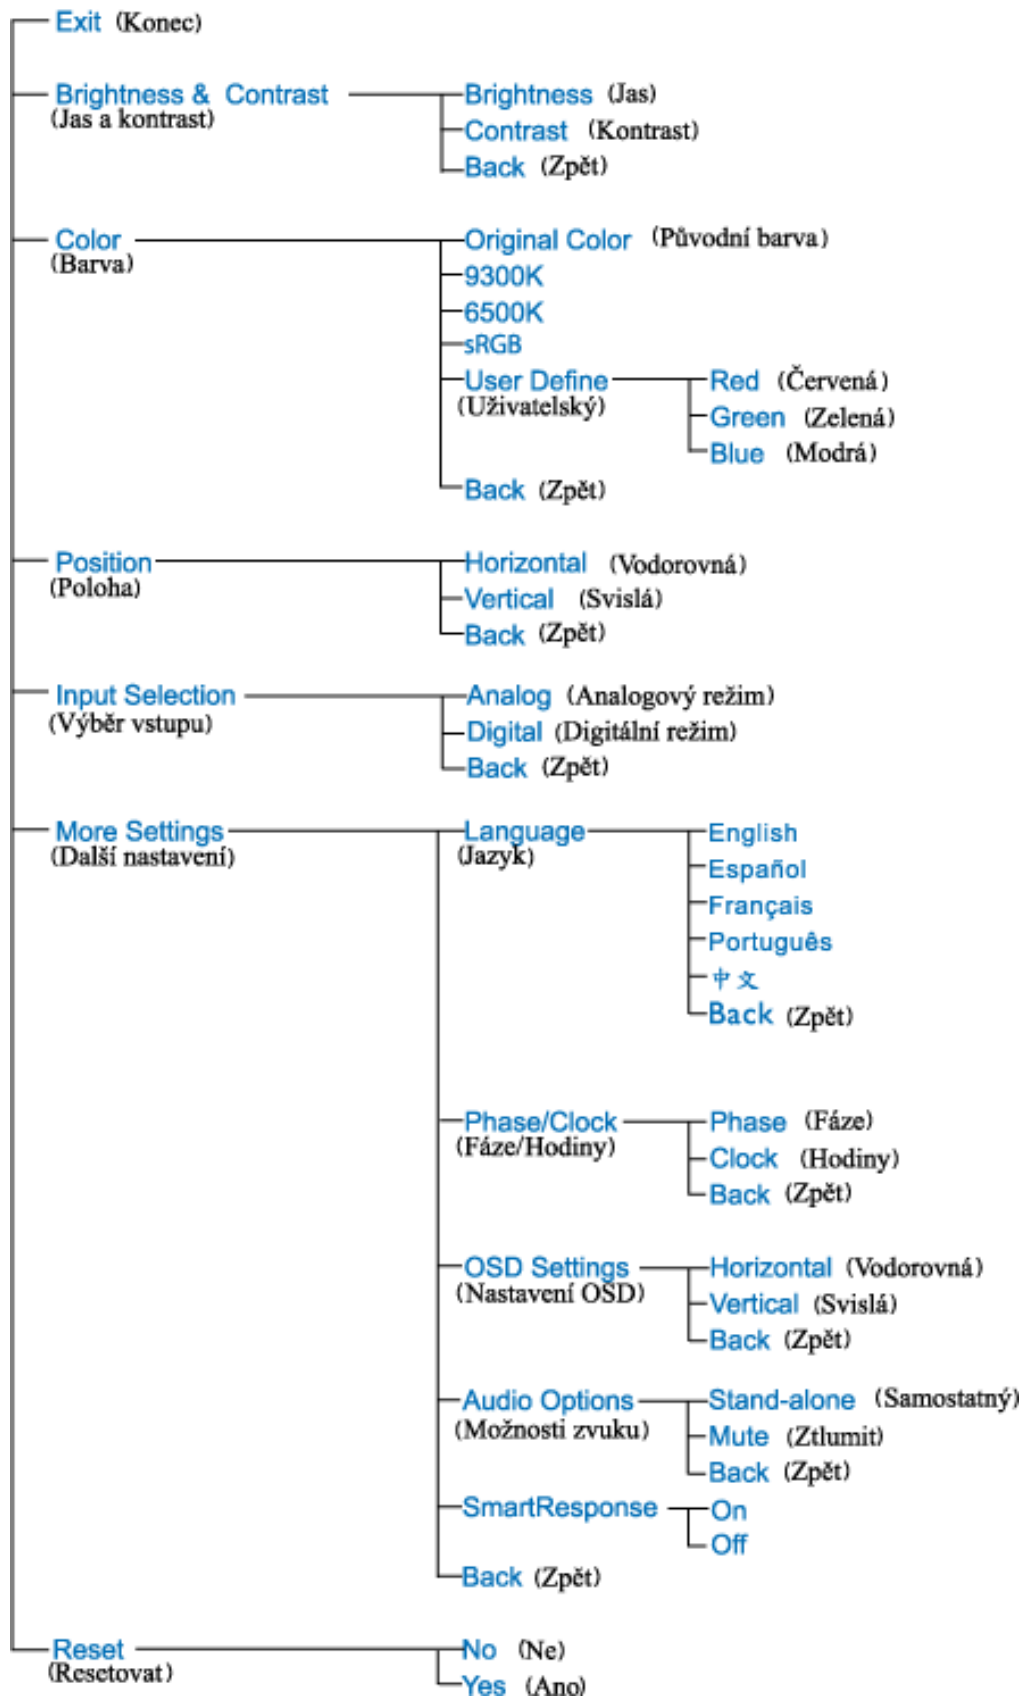 Exit (Konec)
Brightness & Contrast
(Jas a kontrast)
Brightness (Jas)
Contrast (Kontrast)
Back (Zpět)
Color
(Barva)
Original Color (Původní barva)
9300K
6500K
sRGB
User Define
(Uživatelský)
Red (Červená)
Green (Zelená)
Blue (Modrá)
Back (Zpět)
Position
(Poloha)
Horizontal (Vodorovná)
Vertical (Svislá)
Back (Zpět)
Input Selection
(Výběr vstupu)
Analog (Analogový režim)
Digital (Digitální režim)
Back (Zpět)
More Settings
(Další nastavení)
Language
(Jazyk)
English
Español
Français
Português
中文
Back (Zpět)
Phase/Clock
(Fáze/Hodiny)
Phase (Fáze)
Clock (Hodiny)
Back (Zpět)
OSD Settings
(Nastavení OSD)
Horizontal (Vodorovná)
Vertical (Svislá)
Back (Zpět)
Audio Options
(Možnosti zvuku)
Stand-alone (Samostatný)
Mute (Ztlumit)
Back (Zpět)
SmartResponse
On
Off
Back (Zpět)
Reset
(Resetovat)
No (Ne)
Yes (Ano)